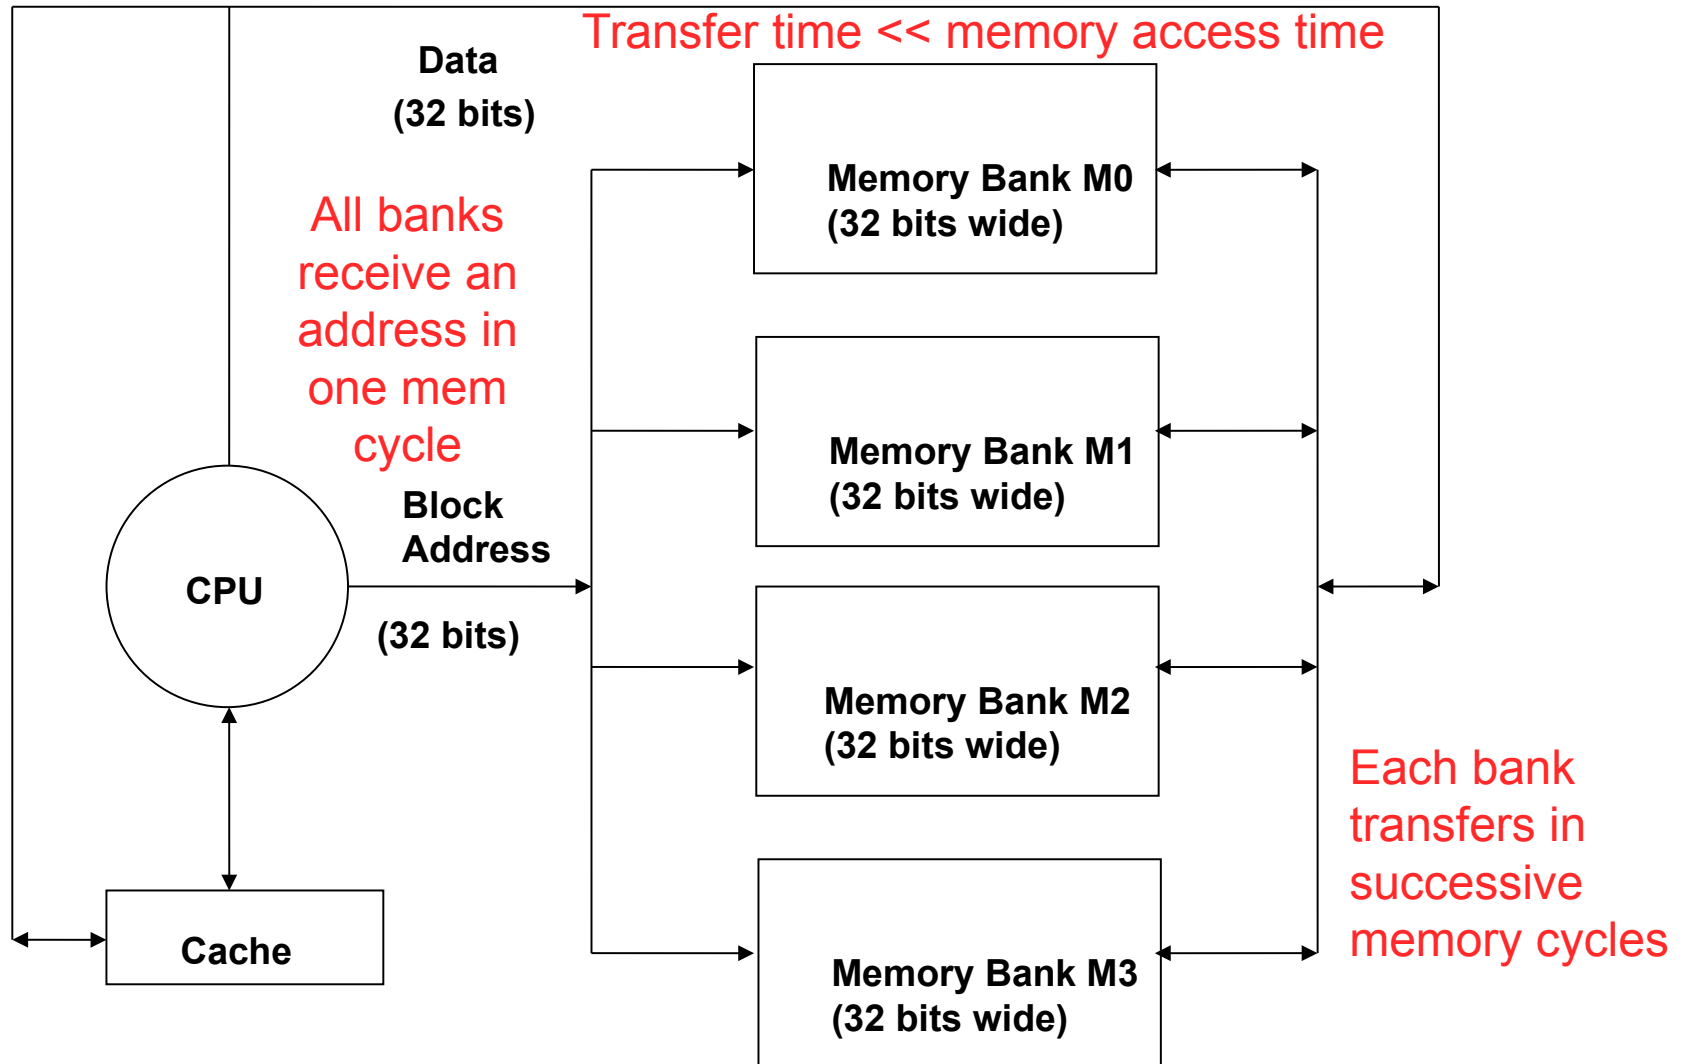 Transfer time << memory access time
Data
(32 bits)
All banks
receive an
address in
one mem
cycle
Block
Address
(32 bits)
CPU
Cache
Memory Bank M0
(32 bits wide)
Memory Bank M1
(32 bits wide)
Memory Bank M2
(32 bits wide)
Memory Bank M3
(32 bits wide)
Each bank
transfers in
successive
memory cycles